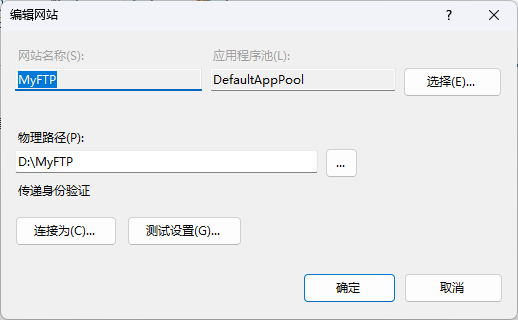 编辑网站
? ×
网站名称(S): 应用程序池(L):
MyFTP DefaultAppPool 选择(E)...
物理路径(P):
D:\MyFTP ...
传递身份验证
连接为(C)... 测试设置(G)...
确定 取消